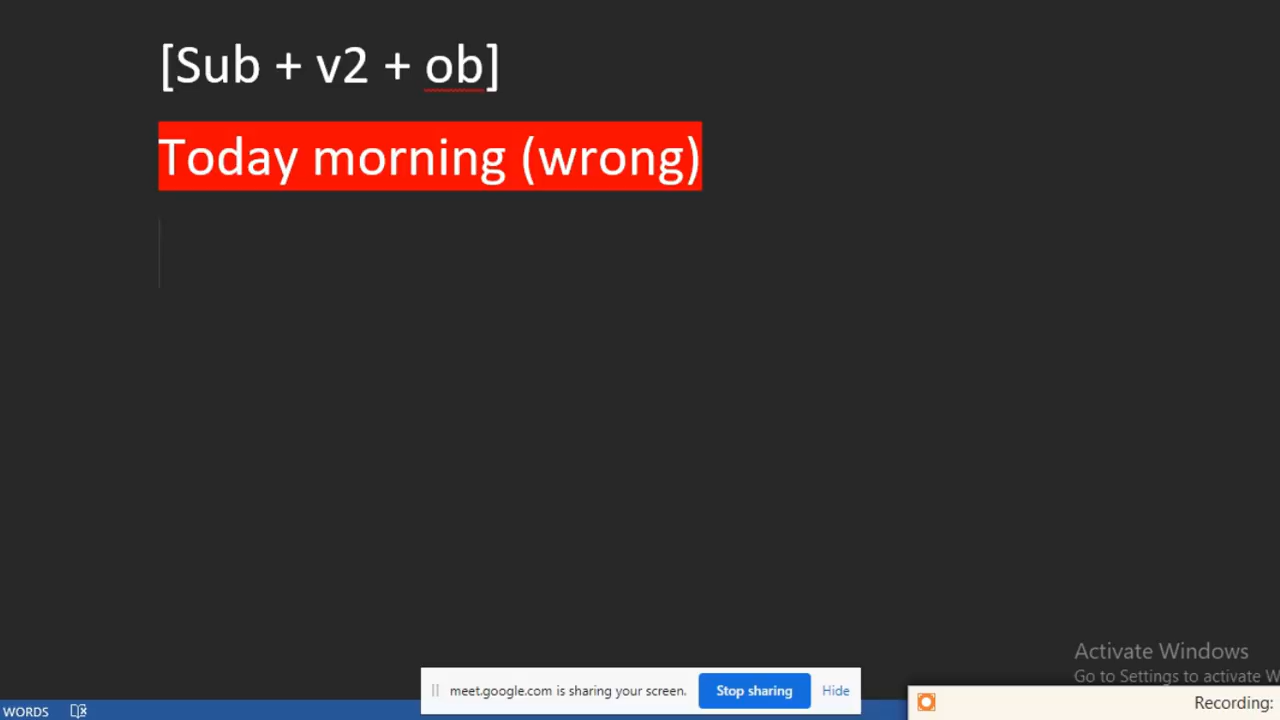 [Sub + v2 + ob]
Today morning (wrong)
Activate Windows
Go to Settings to activate W
meet.google.com is sharing your screen.
Stop sharing
Hide
Recording:
WORDS